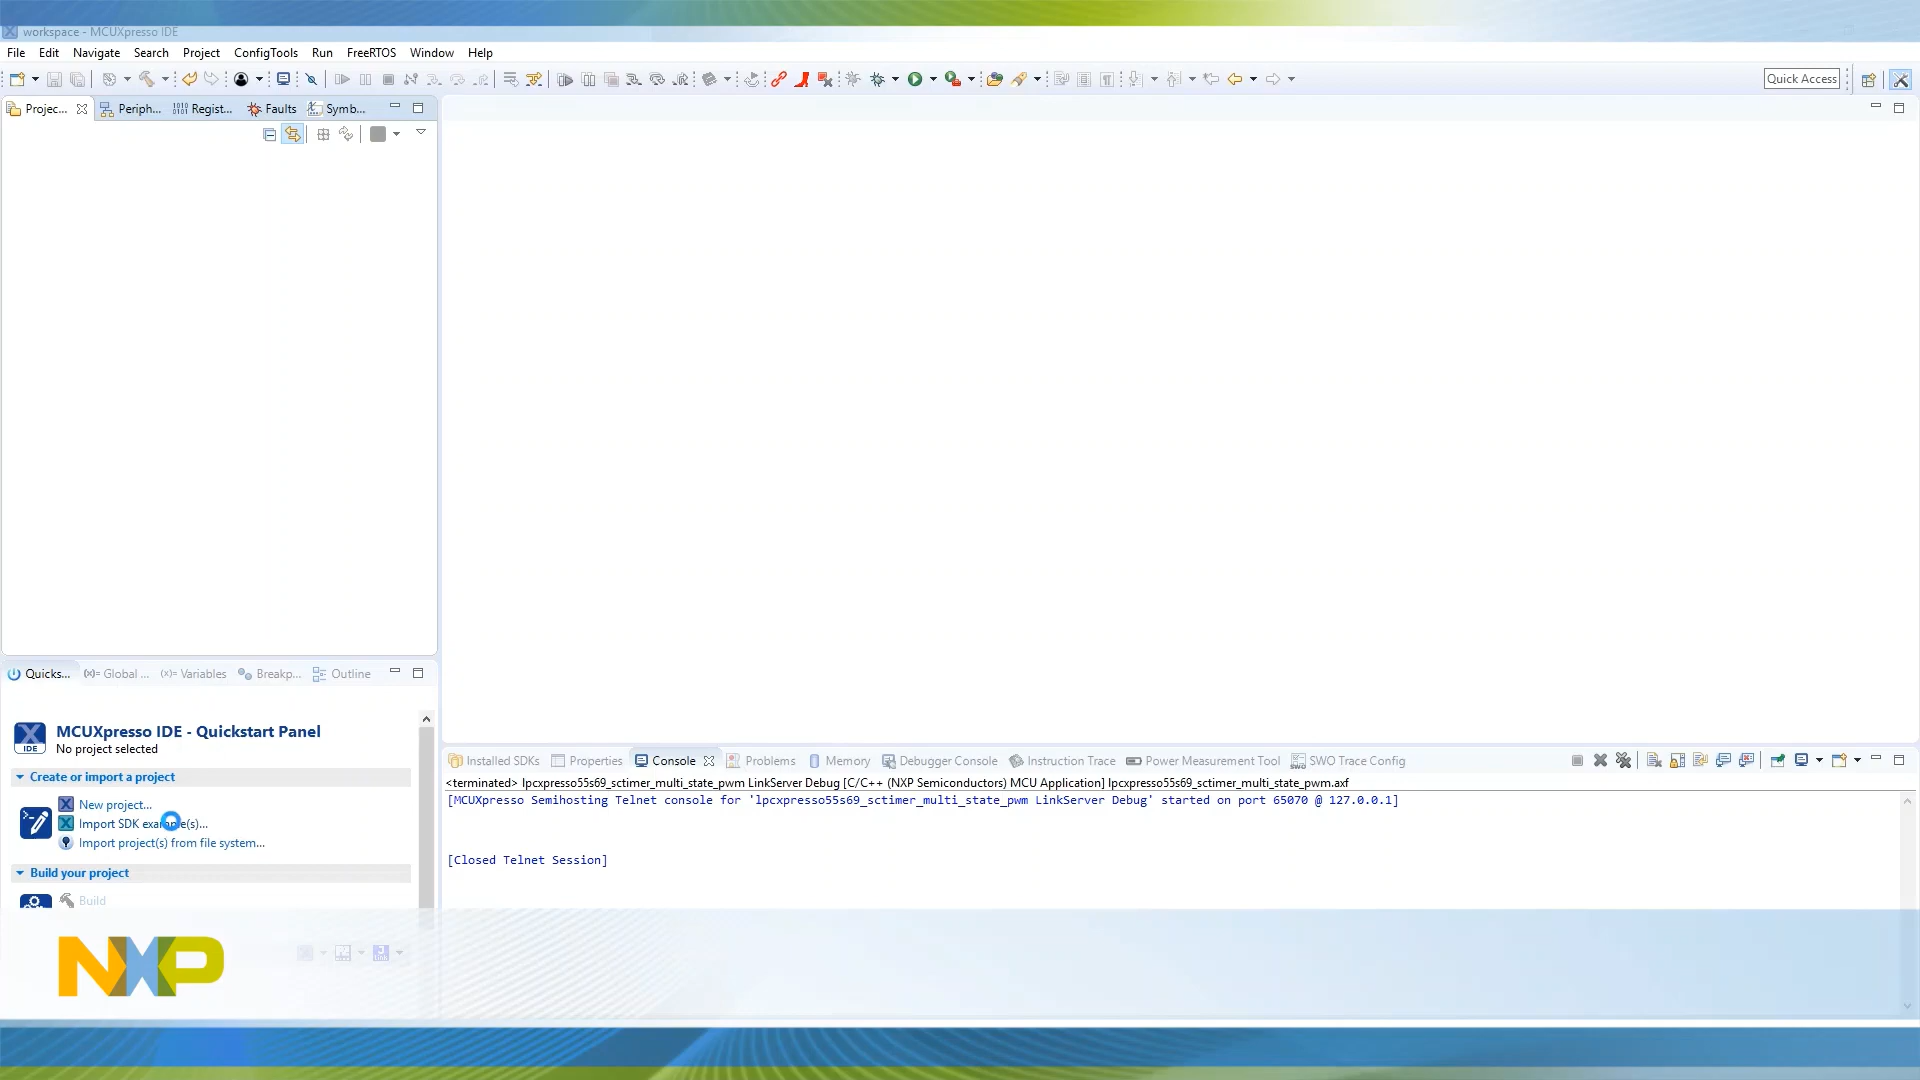 workspace - MCUXpresso IDE
File Edit Navigate Search Project ConfigTools Run FreeRTOS Window Help
Quick Access
Projec... Periph... Regist... Faults Symb...
Quicks... Global ... Variables Breakp... Outline
MCUXpresso IDE - Quickstart Panel
IDE
No project selected
Create or import a project
New project...
Import SDK example(s)...
Import project(s) from file system...
Build your project
Build
Installed SDKs Properties Console Problems Memory Debugger Console Instruction Trace Power Measurement Tool SWO Trace Config
<terminated> lpcxpresso55s69_sctimer_multi_state_pwm LinkServer Debug [C/C++ (NXP Semiconductors) MCU Application] lpcxpresso55s69_sctimer_multi_state_pwm.axf
[MCUXpresso Semihosting Telnet console for 'lpcxpresso55s69_sctimer_multi_state_pwm LinkServer Debug' started on port 65070 @ 127.0.0.1]
[Closed Telnet Session]
NXP